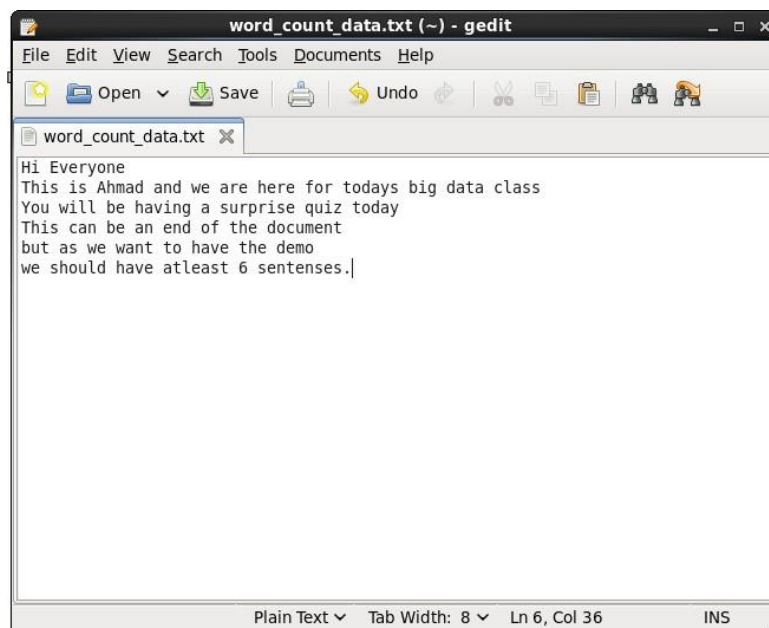 word_count_data.txt (~) - gedit
File Edit View Search Tools Documents Help
Open Save Undo
word_count_data.txt
Hi Everyone
This is Ahmad and we are here for todays big data class
You will be having a surprise quiz today
This can be an end of the document
but as we want to have the demo
we should have atleast 6 sentenses.
Plain Text Tab Width: 8 Ln 6, Col 36 INS